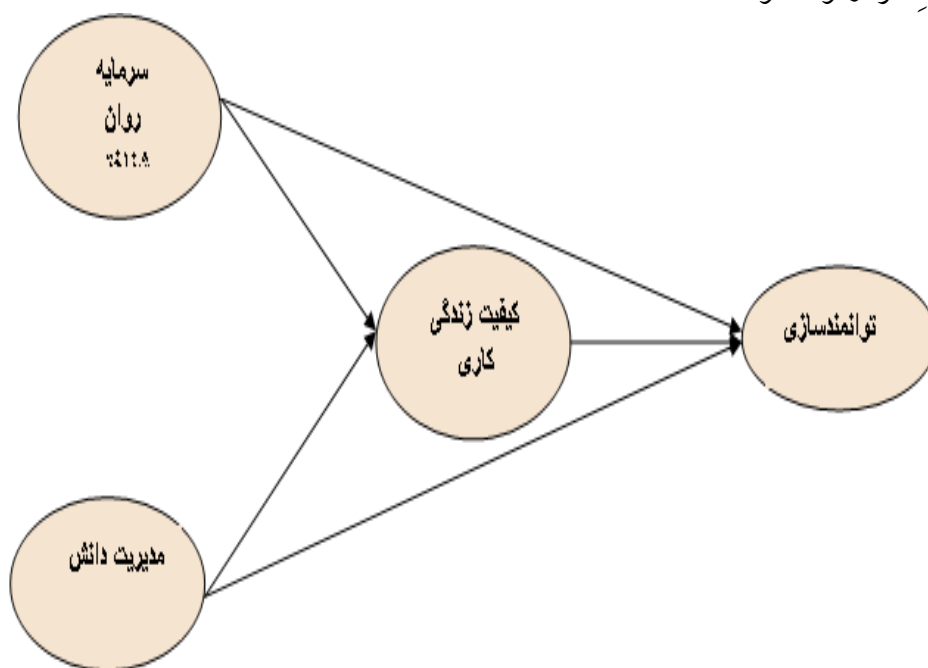 سرمایه
روان
کیفیت زندگی
کاری
توانمندسازی
مدیریت دانش